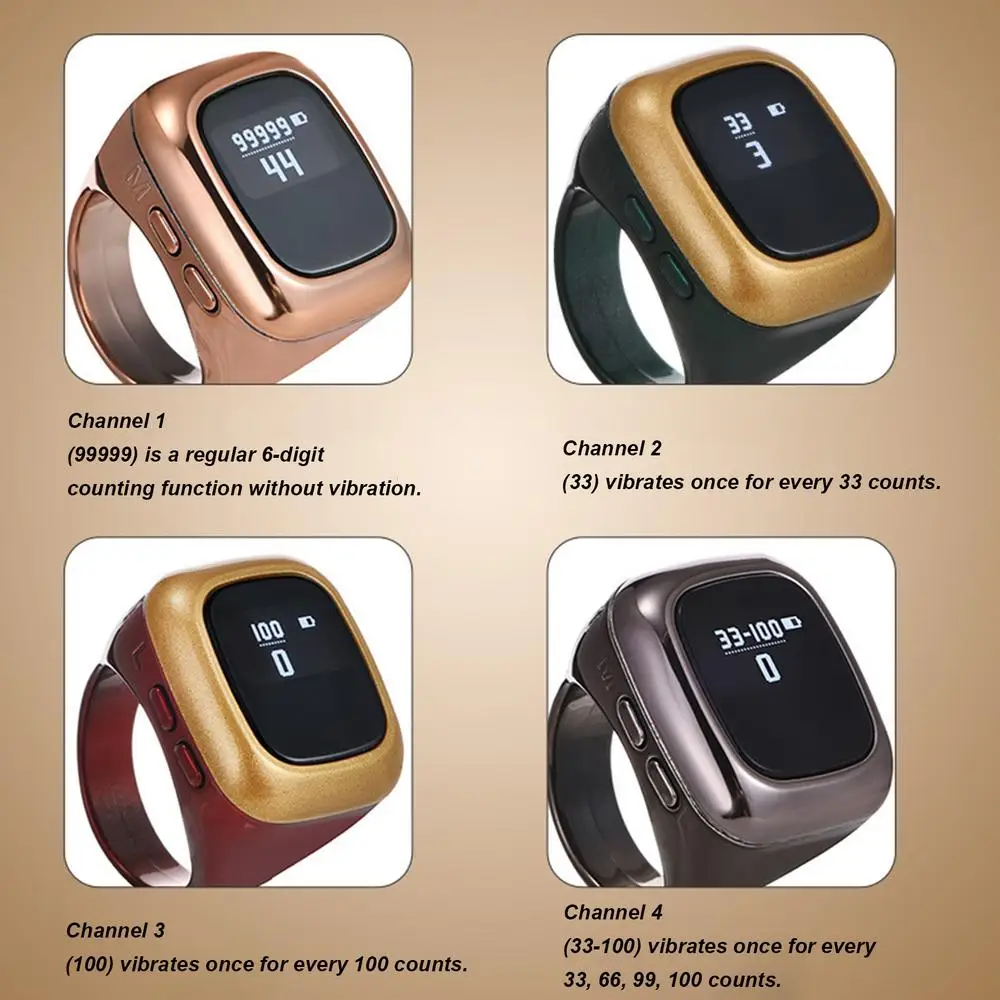 99999
44
M
33
3
Channel 1
(99999) is a regular 6-digit
counting function without vibration.
Channel 2
(33) vibrates once for every 33 counts.
100
0
L
33-100
0
M
Channel 3
(100) vibrates once for every 100 counts.
Channel 4
(33-100) vibrates once for every
33, 66, 99, 100 counts.